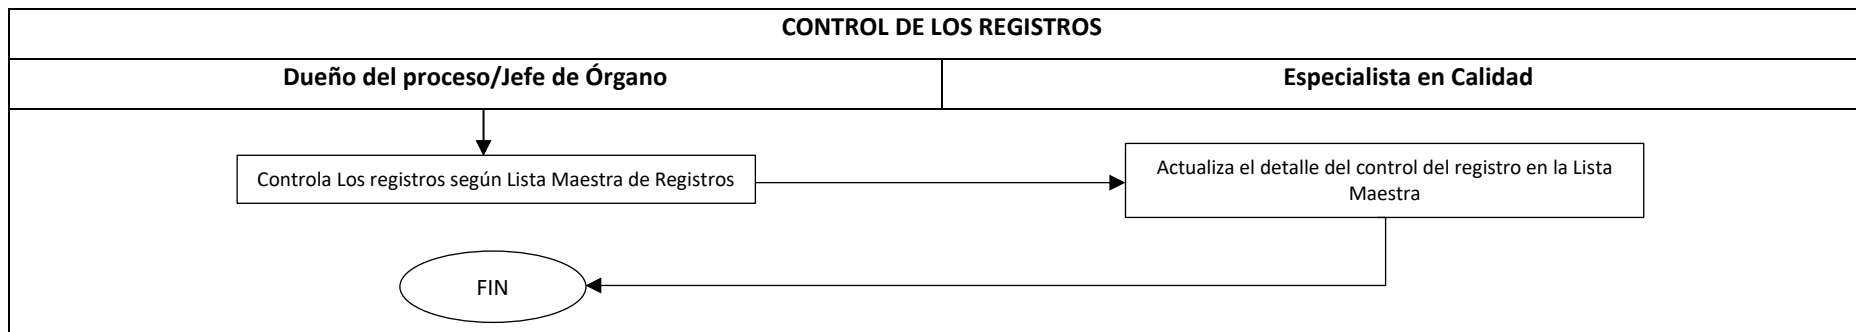 CONTROL DE LOS REGISTROS
Dueño del proceso/Jefe de Órgano
Especialista en Calidad
Controla Los registros según Lista Maestra de Registros
Actualiza el detalle del control del registro en la Lista
Maestra
FIN